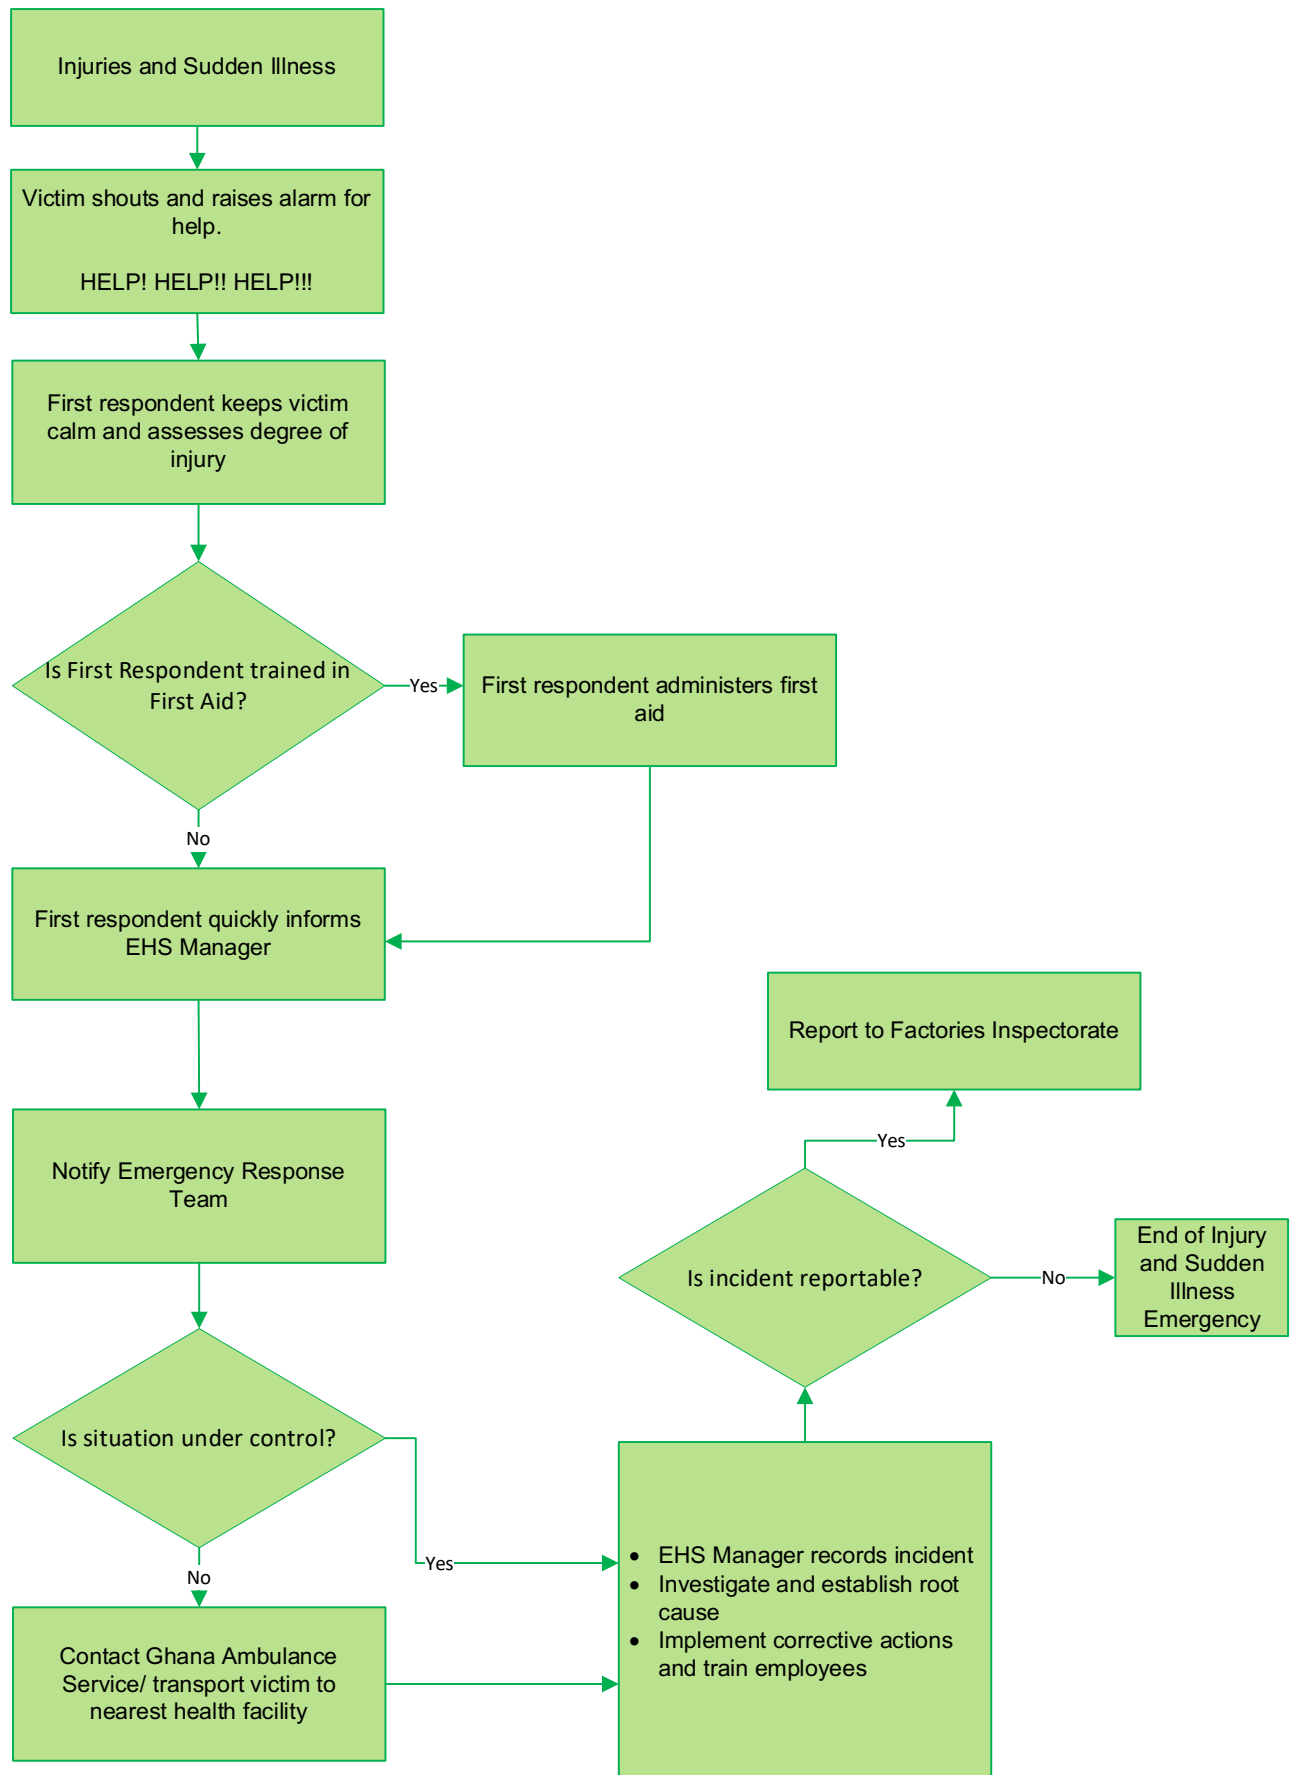 Injuries and Sudden Illness
Victim shouts and raises alarm for
help.
HELP! HELP!! HELP!!!
First respondent keeps victim
calm and assesses degree of
injury
Is First Respondent trained in
First Aid?
Yes
First respondent administers first
aid
No
First respondent quickly informs
EHS Manager
Notify Emergency Response
Team
Is situation under control?
No
Contact Ghana Ambulance
Service/ transport victim to
nearest health facility
Yes
• EHS Manager records incident
• Investigate and establish root
cause
• Implement corrective actions
and train employees
Is incident reportable?
Yes
Report to Factories Inspectorate
No
End of Injury
and Sudden
Illness
Emergency